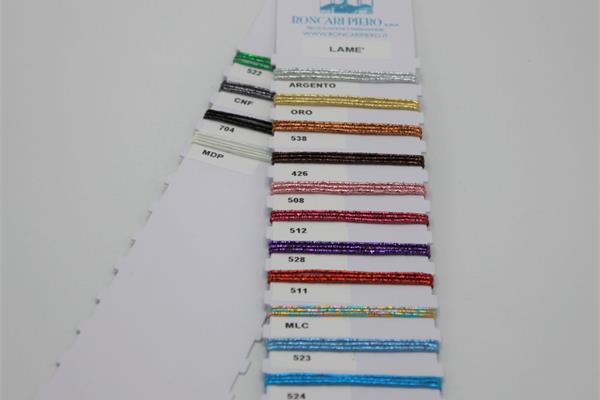 RONCARI PIERO
WWW.RONCARIPIERO.IT
LAME'
ARGENTO
ORO
538
426
508
512
528
511
MLC
523
524
522
CNF
704
MDP